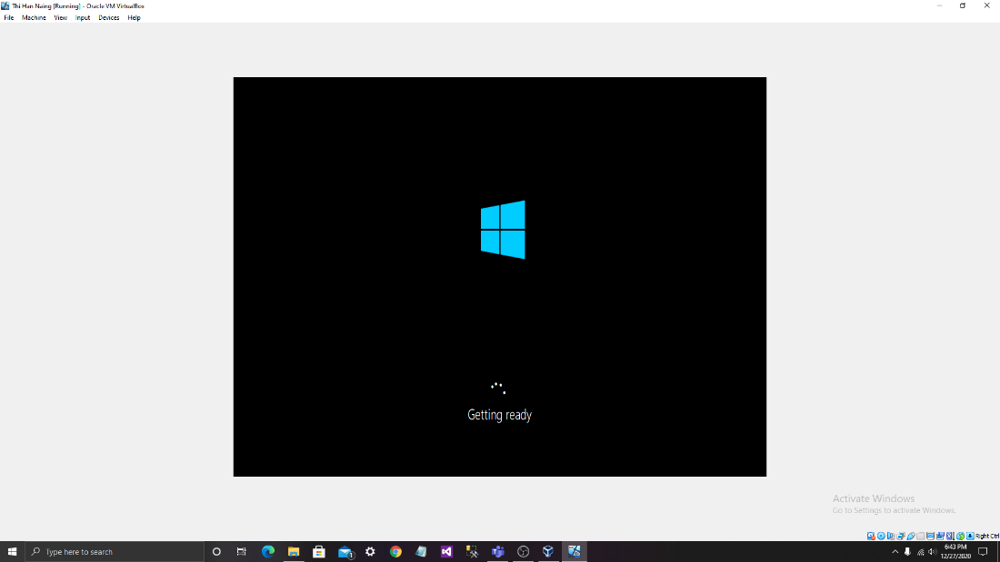 Thi Han Naing [Running] - Oracle VM VirtualBox
File Machine View Input Devices Help
Getting ready
Activate Windows
Go to Settings to activate Windows.
Right Ctrl
Type here to search
1
6:43 PM
12/27/2020